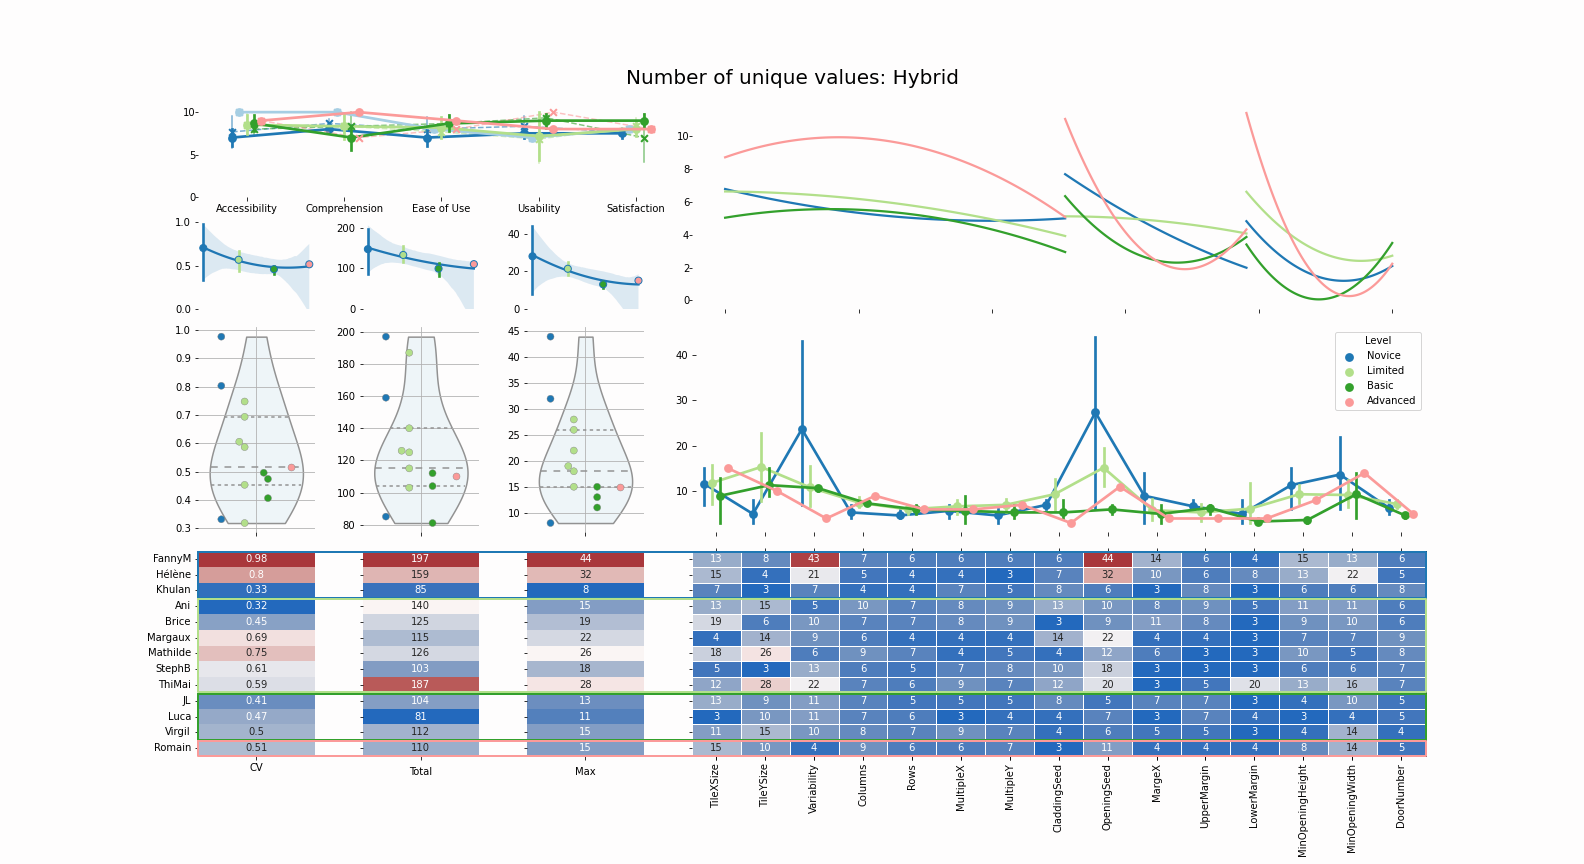 Number of unique values: Hybrid
10
5
0
Accessibility Comprehension Ease of Use Usability Satisfaction
10
8
6
4
2
0
1.0
0.5
0.0
200
100
0
40
20
0
1.0
0.9
0.8
0.7
0.6
0.5
0.4
0.3
200
180
160
140
120
100
80
45
40
35
30
25
20
15
10
40
30
20
10
Level
Novice
Limited
Basic
Advanced
FannyM 0.98 197 44 13 8 43 7 6 6 6 6 44 14 6 4 15 13 6
Hélène 0.8 159 32 15 4 21 5 4 4 3 7 32 10 6 8 13 22 5
Khulan 0.33 85 8 7 3 7 4 4 7 5 8 6 3 8 3 6 6 8
Ani 0.32 140 15 13 15 5 10 7 8 9 13 10 8 9 5 11 11 6
Brice 0.45 125 19 19 6 10 7 7 8 9 3 9 11 8 3 9 10 6
Margaux 0.69 115 22 4 14 9 6 4 4 4 14 22 4 4 3 7 7 9
Mathilde 0.75 126 26 18 26 6 9 7 4 5 4 12 6 3 3 10 5 8
StephB 0.61 103 18 5 3 13 6 5 7 8 10 18 3 3 3 6 6 7
ThiMai 0.59 187 28 12 28 22 7 6 9 7 12 20 3 5 20 13 16 7
JL 0.41 104 13 13 9 11 7 5 5 5 8 5 7 7 3 4 10 5
Luca 0.47 81 11 3 10 11 7 6 3 4 4 7 3 7 4 3 4 5
Virgil 0.5 112 15 11 15 10 8 7 9 7 4 6 5 5 3 4 14 4
Romain 0.51 110 15 15 10 4 9 6 6 7 3 11 4 4 4 8 14 5
CV Total Max
TileXSize
TileYSize
Variability
Columns
Rows
MultipleX
MultipleY
CladdingSeed
OpeningSeed
MargeX
UpperMargin
LowerMargin
MinOpeningHeight
MinOpeningWidth
DoorNumber